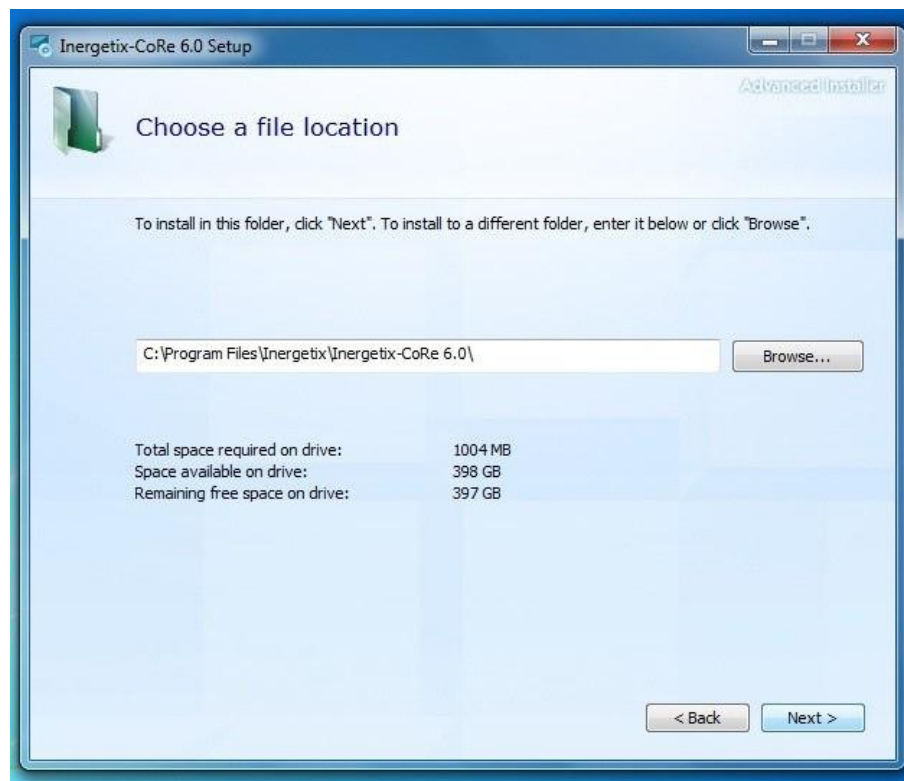 Inergetix-CoRe 6.0 Setup
Advanced Installer
Choose a file location
To install in this folder, click "Next". To install to a different folder, enter it below or click "Browse".
C:\Program Files\Inergetix\Inergetix-CoRe 6.0\
Browse...
Total space required on drive: 1004 MB
Space available on drive: 398 GB
Remaining free space on drive: 397 GB
< Back Next >